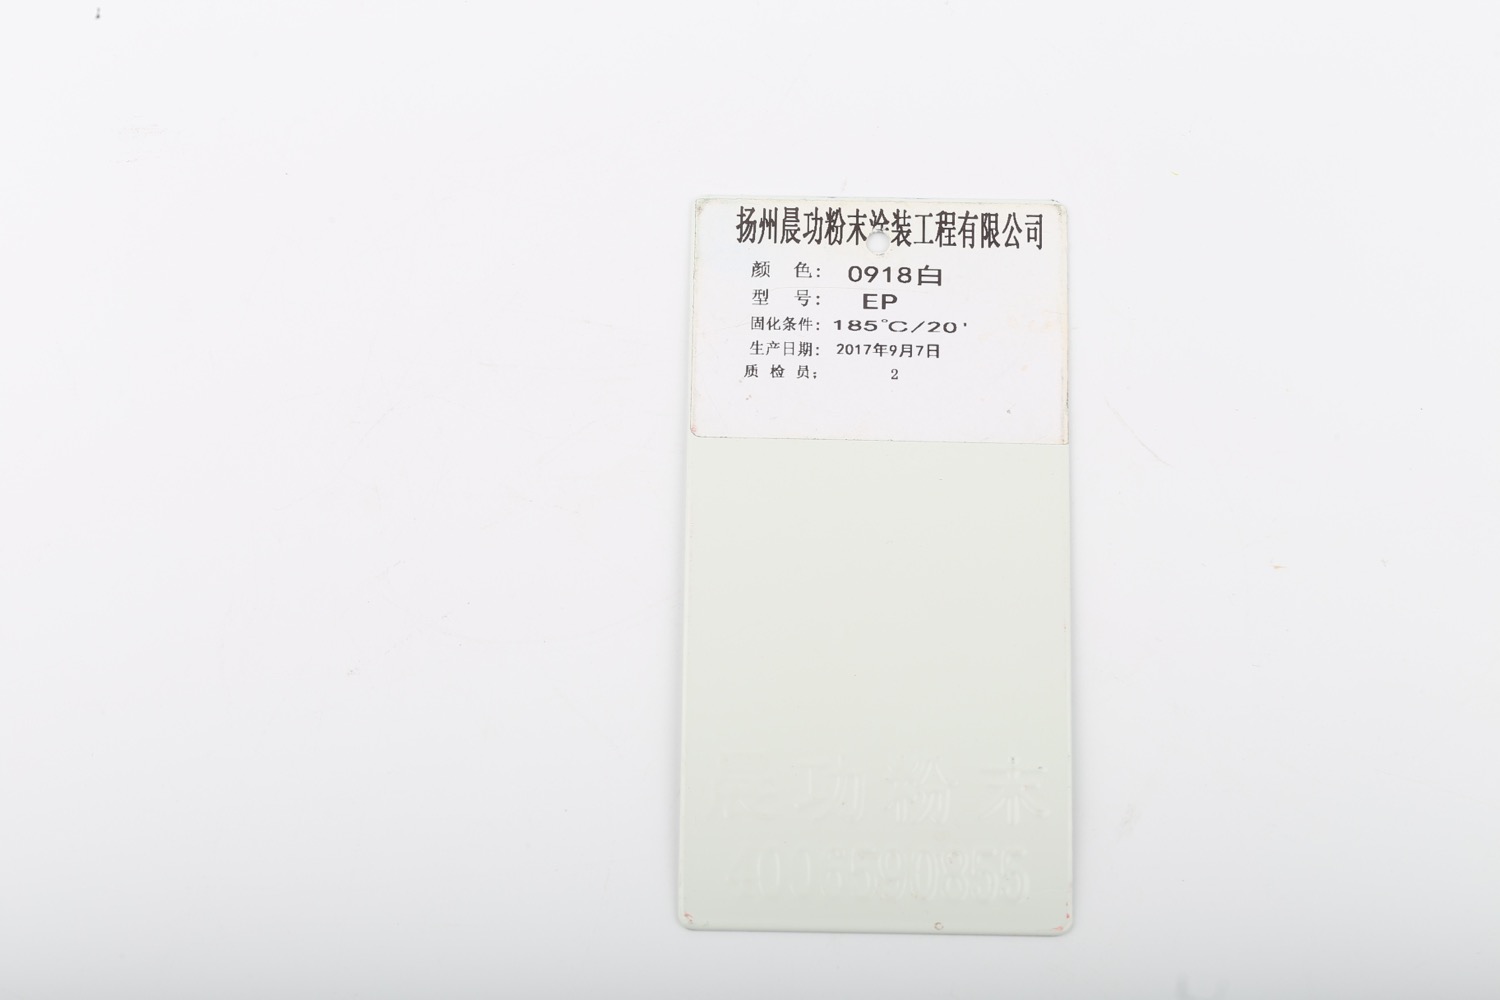 扬州晨功粉末涂装工程有限公司
颜 色： 0918白
型 号： EP
固化条件：185℃/20'
生产日期： 2017年9月7日
质 检 员； 2
晨功粉末